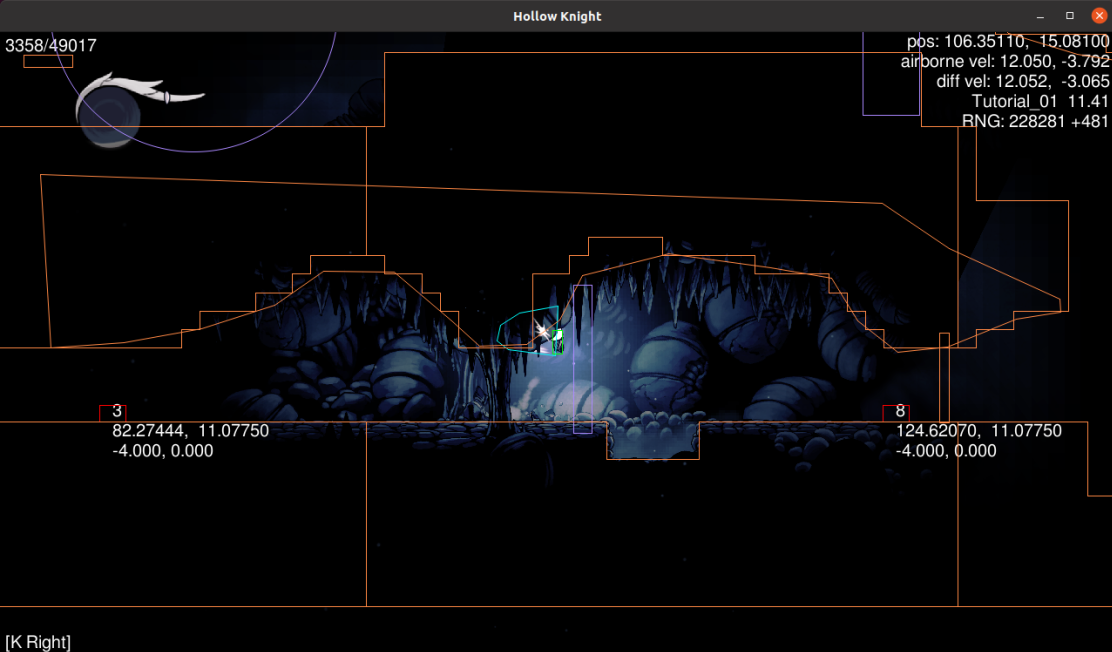 Hollow Knight
3358/49017
pos: 106.35110, 15.08100
airborne vel: 12.050, -3.792
diff vel: 12.052, -3.065
Tutorial_01 11.41
RNG: 228281 +481
3
82.27444, 11.07750
-4.000, 0.000
8
124.62070, 11.07750
-4.000, 0.000
[K Right]